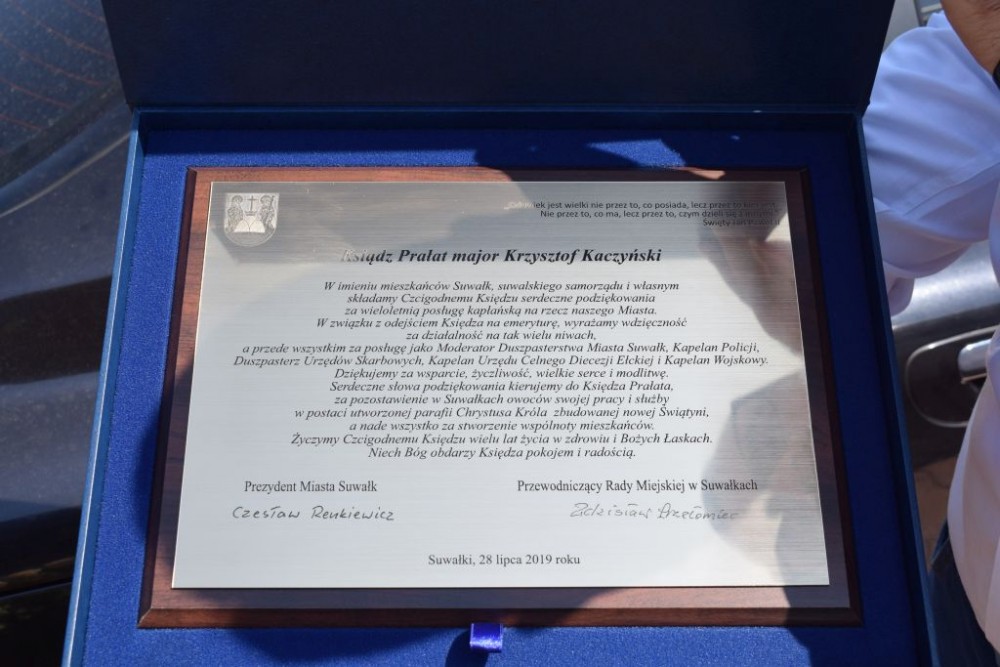 jest wielki nie przez to, co posiada, lecz przez to kim jest.
Nie przez to, co ma, lecz przez to, czym dzieli się z innymi"
Święty Jan Paweł II
Ksiądz Prałat major Krzysztof Kaczyński
W imieniu mieszkańców Suwałk, suwalskiego samorządu i własnym
składamy Czcigodnemu Księdzu serdeczne podziękowania
za wieloletnią posługę kapłańską na rzecz naszego Miasta.
W związku z odejściem Księdza na emeryturę, wyrażamy wdzięczność
za działalność na tak wielu niwach,
a przede wszystkim za posługę jako Moderator Duszpasterstwa Miasta Suwałk, Kapelan Policji,
Duszpasterz Urzędów Skarbowych, Kapelan Urzędu Celnego Diecezji Ełckiej i Kapelan Wojskowy.
Dziękujemy za wsparcie, życzliwość, wielkie serce i modlitwę.
Serdeczne słowa podziękowania kierujemy do Księdza Prałata,
za pozostawienie w Suwałkach owoców swojej pracy i służby
w postaci utworzonej parafii Chrystusa Króla zbudowanej nowej Świątyni,
a nade wszystko za stworzenie wspólnoty mieszkańców.
Życzymy Czcigodnemu Księdzu wielu lat życia w zdrowiu i Bożych Łaskach.
Niech Bóg obdarzy Księdza pokojem i radością.
Prezydent Miasta Suwałk
Przewodniczący Rady Miejskiej w Suwałkach
Czesław Renkiewicz
Zdzisław Przełomiec
Suwałki, 28 lipca 2019 roku